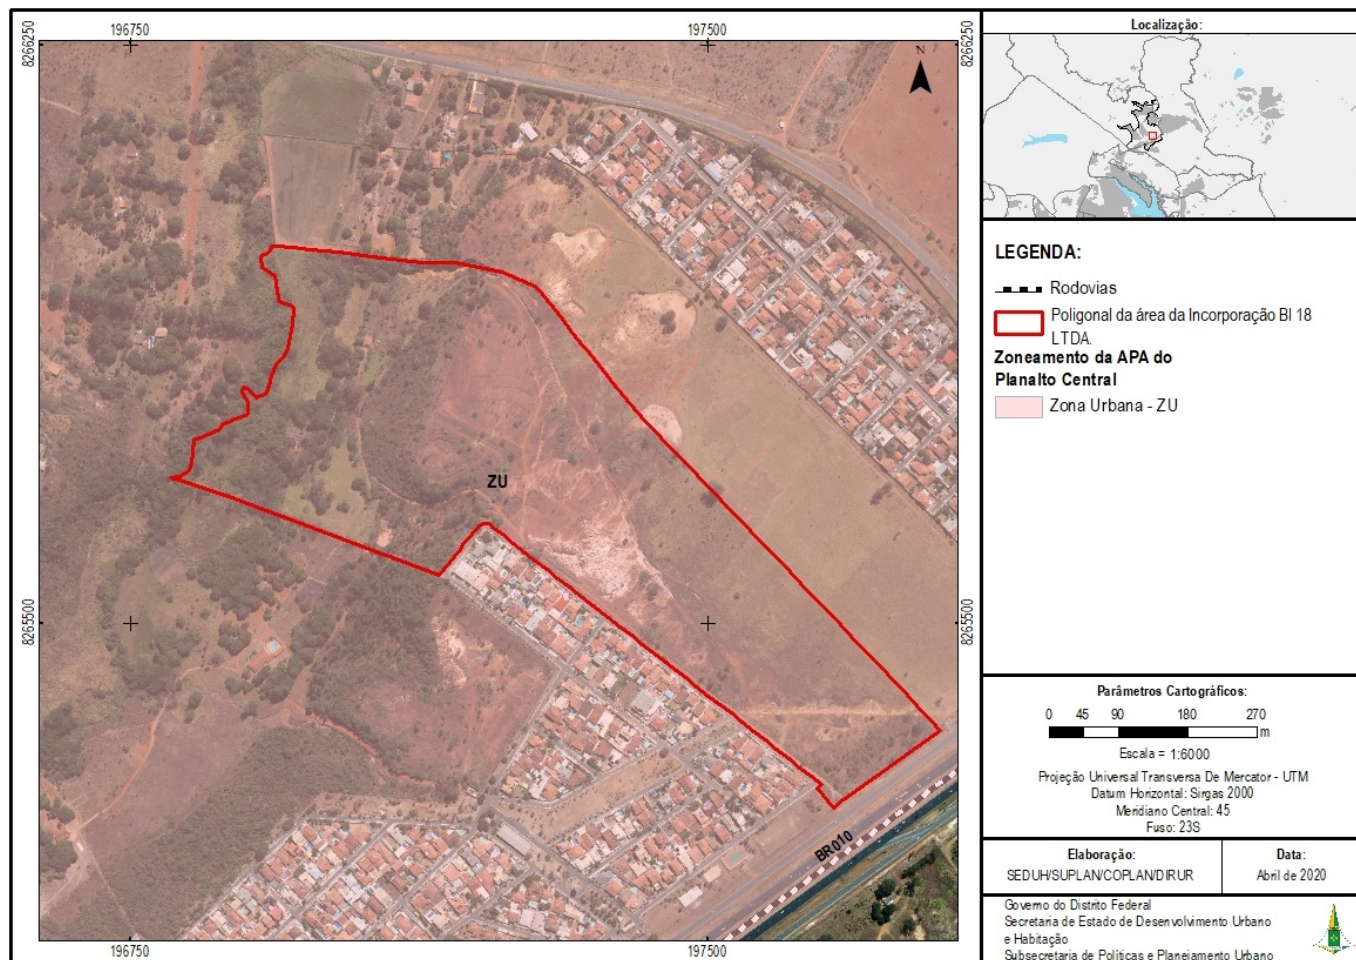 196750
197500
8266250
8266250
N
ZU
8265500
8265500
BR010
196750
197500
Localização:
LEGENDA:
Rodovias
Poligonal da área da Incorporação BI 18
LTDA.
Zoneamento da APA do
Planalto Central
Zona Urbana - ZU
Parâmetros Cartográficos:
0 45 90 180 270
m
Escala = 1:6000
Projeção Universal Transversa De Mercator - UTM
Datum Horizontal: Sirgas 2000
Meridiano Central: 45
Fuso: 23S
Elaboração:
SEDUH/SUPLAN/COPLAN/DIRUR
Data:
Abril de 2020
Governo do Distrito Federal
Secretaria de Estado de Desenvolvimento Urbano
e Habitação
Subsecretaria de Políticas e Planejamento Urbano